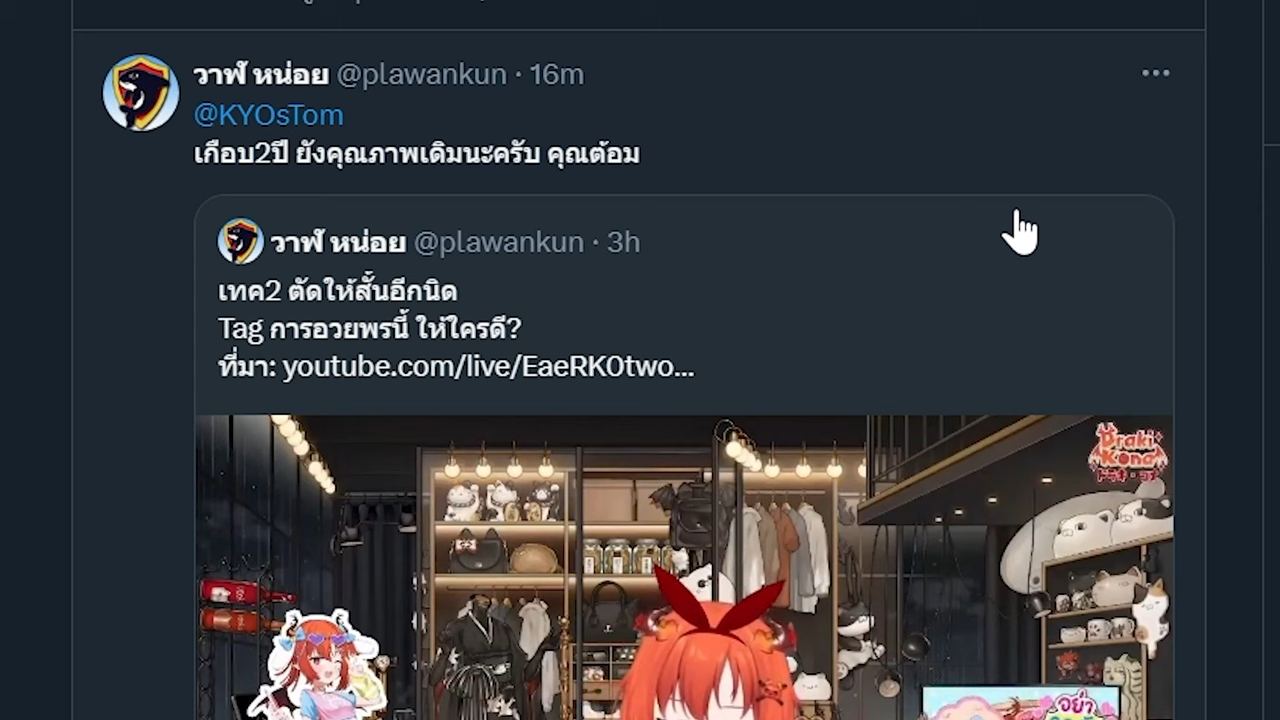 วาฬ หน่อย @plawankun · 16m
@KYOsTom
เกือบ2ปี ยังคุณภาพเดิมนะครับ คุณต้อม
วาฬ หน่อย @plawankun · 3h
เทค2 ตัดให้สั้นอีกนิด
Tag การอวยพรนี้ ให้ใครดี?
ที่มา: youtube.com/live/EaeRK0two...
Draki
Kona
อย่า